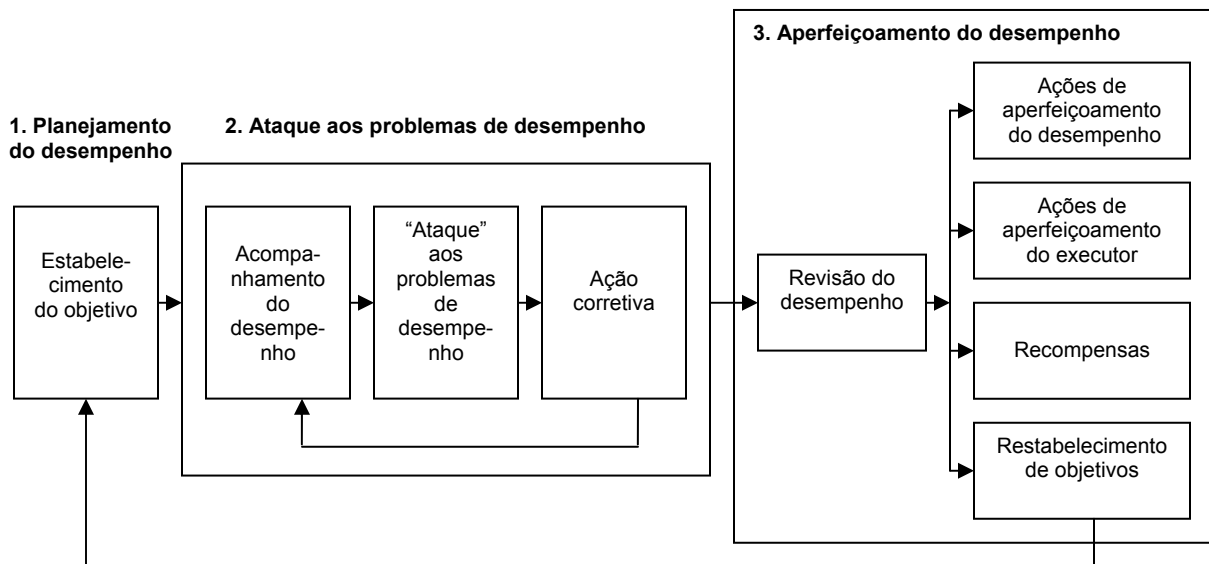 3. Aperfeiçoamento do desempenho
1. Planejamento
do desempenho
2. Ataque aos problemas de desempenho
Estabele-
cimento
do objetivo
Acompa-
nhamento
do
desempe-
nho
“Ataque”
aos
problemas
de
desempe-
nho
Ação
corretiva
Revisão do
desempenho
Ações de
aperfeiçoamento
do desempenho
Ações de
aperfeiçoamento
do executor
Recompensas
Restabelecimento
de objetivos